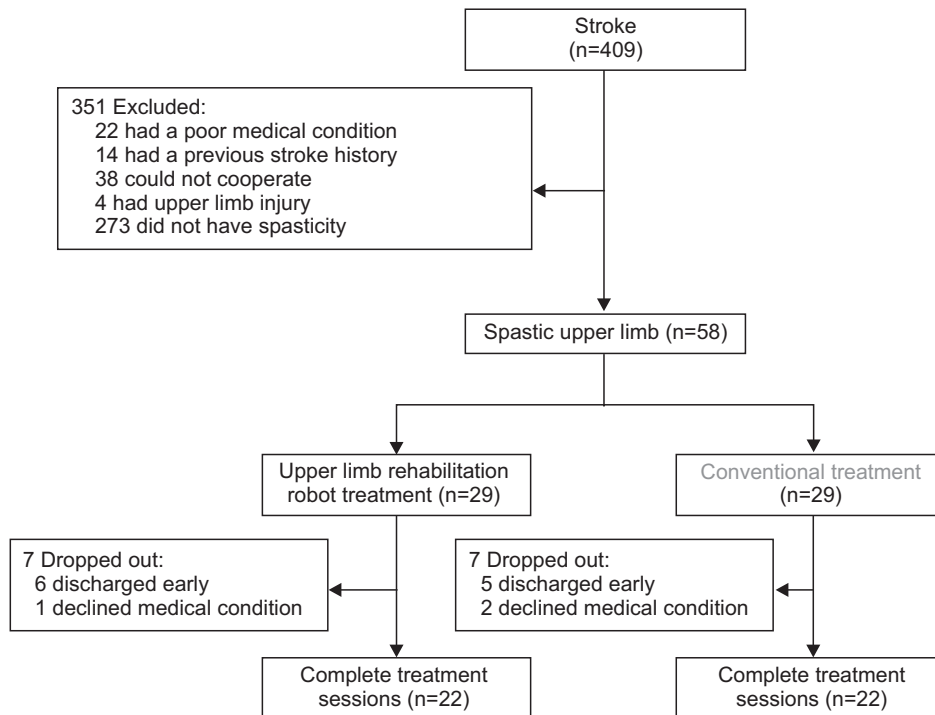 Stroke
(n=409)
351 Excluded:
22 had a poor medical condition
14 had a previous stroke history
38 could not cooperate
4 had upper limb injury
273 did not have spasticity
Spastic upper limb (n=58)
Upper limb rehabilitation
robot treatment (n=29)
Conventional treatment
(n=29)
7 Dropped out:
6 discharged early
1 declined medical condition
7 Dropped out:
5 discharged early
2 declined medical condition
Complete treatment
sessions (n=22)
Complete treatment
sessions (n=22)